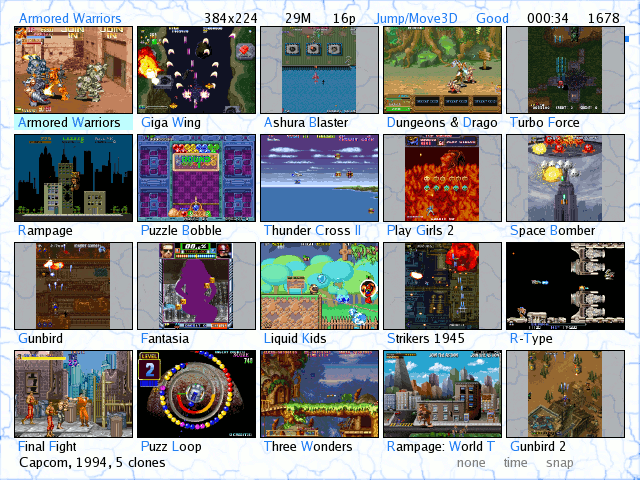 Armored Warriors 384x224 29M 16p Jump/Move3D Good 000:34 1678
Armored Warriors Giga Wing Ashura Blaster Dungeons & Drago Turbo Force
Rampage Puzzle Bobble Thunder Cross II Play Girls 2 Space Bomber
Gunbird Fantasia Liquid Kids Strikers 1945 R-Type
LEVEL
2
Final Fight Puzz Loop Three Wonders Rampage: World T Gunbird 2
Capcom, 1994, 5 clones none time snap